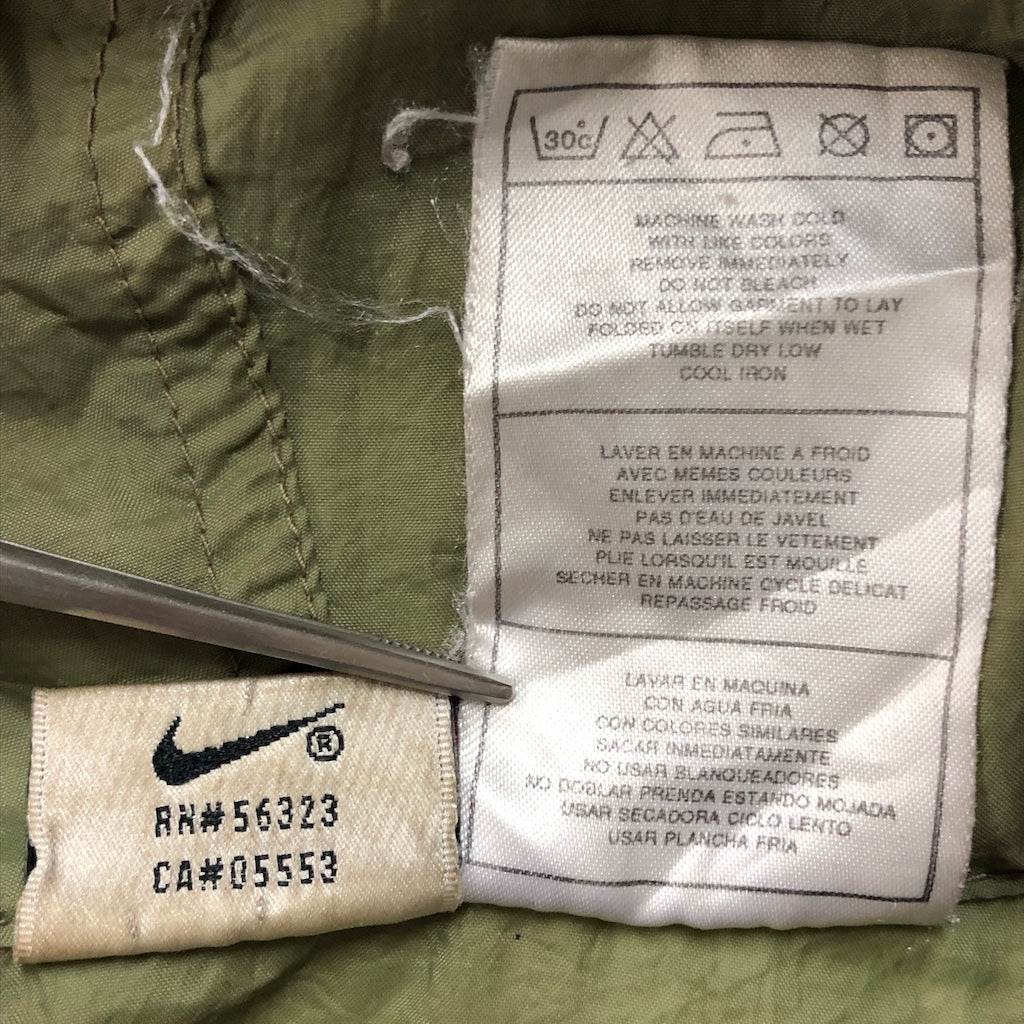 30°C
MACHINE WASH COLD
WITH LIKE COLORS
REMOVE IMMEDIATELY
DO NOT BLEACH
DO NOT ALLOW GARMENT TO LAY
FOLDED ON ITSELF WHEN WET
TUMBLE DRY LOW
COOL IRON
LAVER EN MACHINE A FROID
AVEC MEMES COULEURS
ENLEVER IMMEDIATEMENT
PAS D'EAU DE JAVEL
NE PAS LAISSER LE VETEMENT
PLIE LORSQU'IL EST MOUILLE
SECHER EN MACHINE CYCLE DELICAT
REPASSAGE FROID
LAVAR EN MAQUINA
CON AGUA FRIA
CON COLORES SIMILARES
SACAR INMEDIATAMENTE
NO USAR BLANQUEADORES
NO DOBLAR PRENDA ESTANDO MOJADA
USAR SECADORA CICLO LENTO
USAR PLANCHA FRIA
®
RN#56323
CA#05553